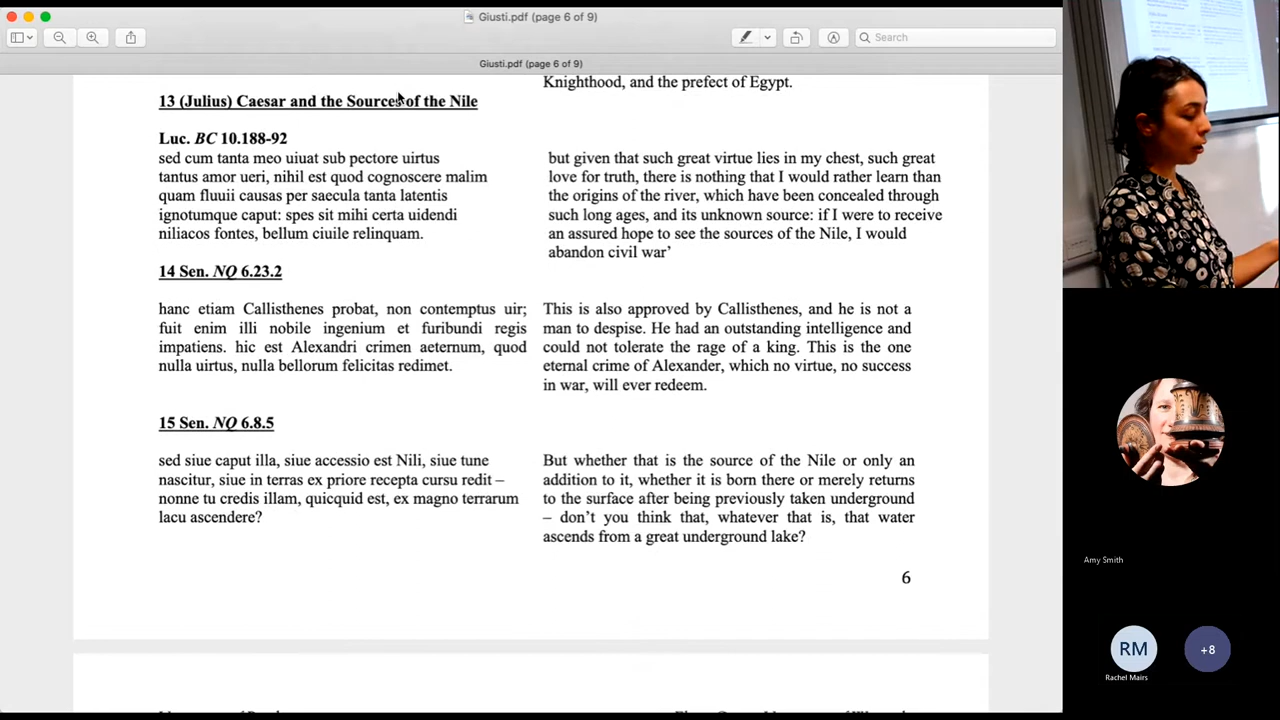 Giusti.pdf (page 6 of 9)
Search
Giusti.pdf (page 6 of 9)
Knighthood, and the prefect of Egypt.
13 (Julius) Caesar and the Sources of the Nile
Luc. BC 10.188-92
sed cum tanta meo uiuat sub pectore uirtus
tantus amor ueri, nihil est quod cognoscere malim
quam fluuii causas per saecula tanta latentis
ignotumque caput: spes sit mihi certa uidendi
niliacos fontes, bellum ciuile relinquam.
but given that such great virtue lies in my chest, such great
love for truth, there is nothing that I would rather learn than
the origins of the river, which have been concealed through
such long ages, and its unknown source: if I were to receive
an assured hope to see the sources of the Nile, I would
abandon civil war’
14 Sen. NQ 6.23.2
hanc etiam Callisthenes probat, non contemptus uir;
fuit enim illi nobile ingenium et furibundi regis
impatiens. hic est Alexandri crimen aeternum, quod
nulla uirtus, nulla bellorum felicitas redimet.
This is also approved by Callisthenes, and he is not a
man to despise. He had an outstanding intelligence and
could not tolerate the rage of a king. This is the one
eternal crime of Alexander, which no virtue, no success
in war, will ever redeem.
15 Sen. NQ 6.8.5
sed siue caput illa, siue accessio est Nili, siue tune
nascitur, siue in terras ex priore recepta cursu redit –
nonne tu credis illam, quicquid est, ex magno terrarum
lacu ascendere?
But whether that is the source of the Nile or only an
addition to it, whether it is born there or merely returns
to the surface after being previously taken underground
– don’t you think that, whatever that is, that water
ascends from a great underground lake?
6
Amy Smith
RM
Rachel Mairs
+8